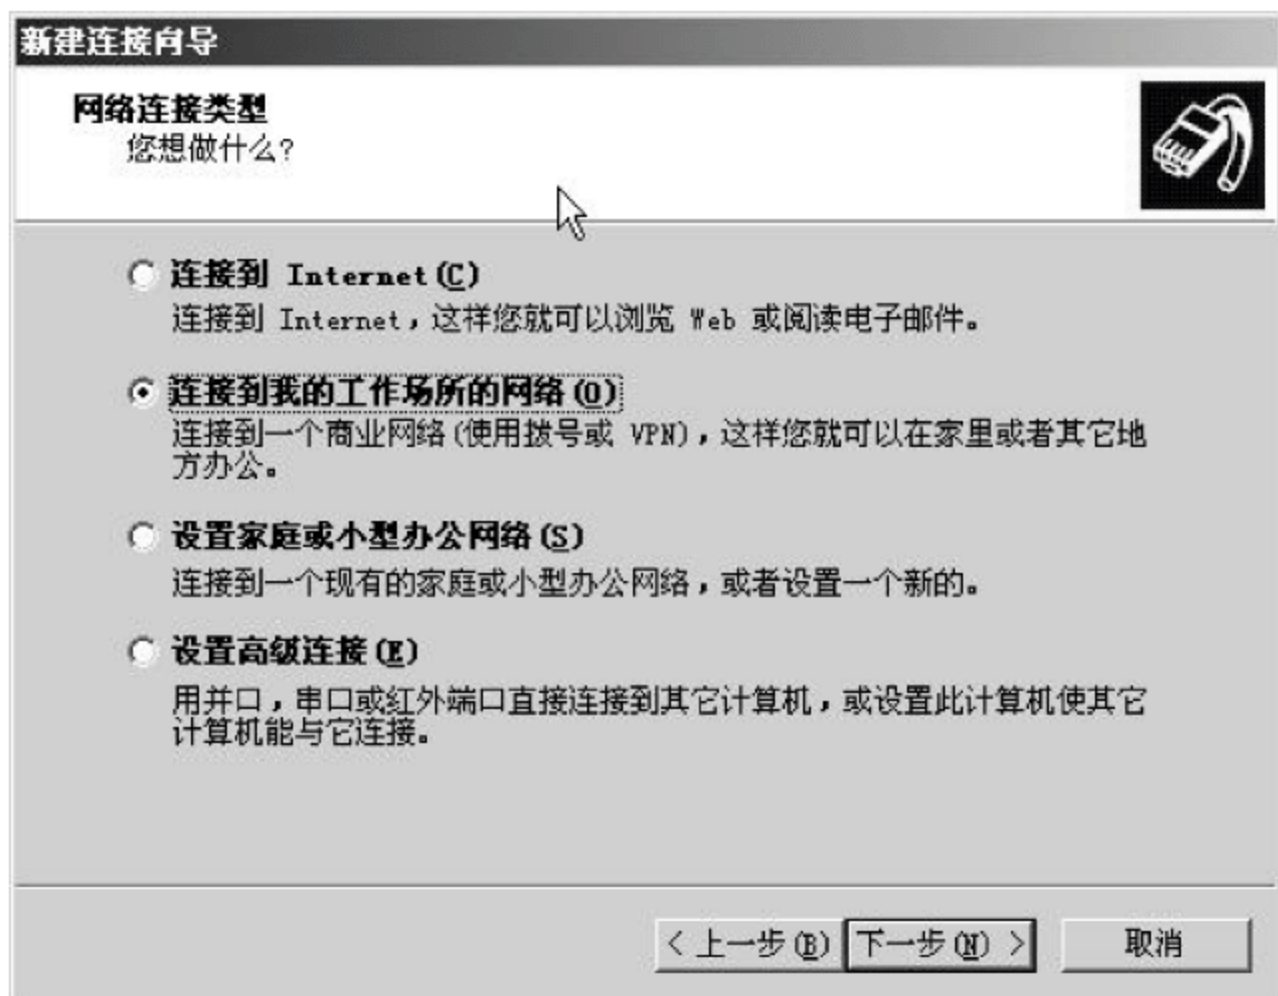 新建连接向导
网络连接类型
您想做什么?
连接到 Internet(C)
连接到 Internet，这样您就可以浏览 Web 或阅读电子邮件。
连接到我的工作场所的网络(O)
连接到一个商业网络(使用拨号或 VPN)，这样您就可以在家里或者其它地
方办公。
设置家庭或小型办公网络(S)
连接到一个现有的家庭或小型办公网络，或者设置一个新的。
设置高级连接(E)
用并口，串口或红外端口直接连接到其它计算机，或设置此计算机使其它
计算机能与它连接。
< 上一步(B) 下一步(N) > 取消